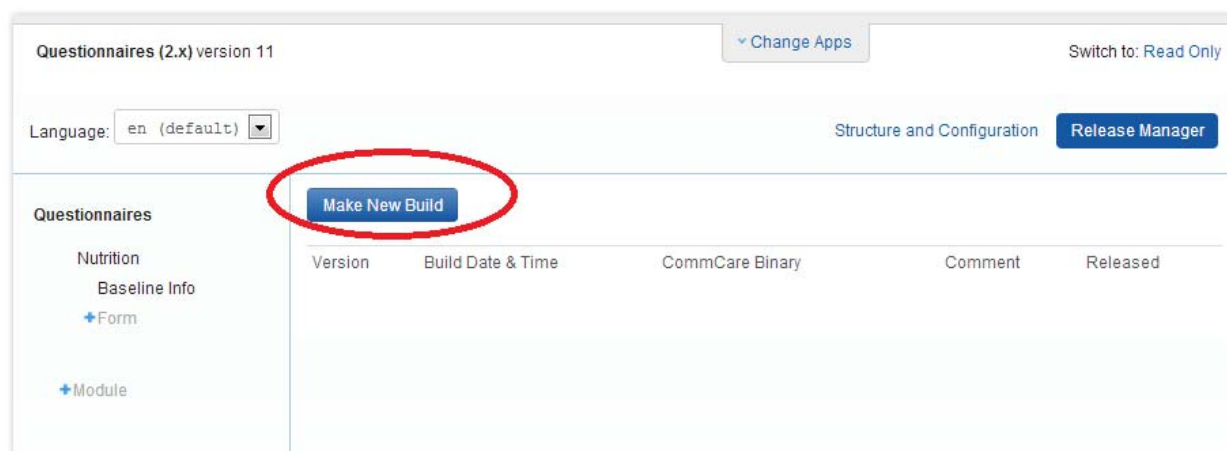 Questionnaires (2.x) version 11
Change Apps
Switch to: Read Only
Language: en (default)
Structure and Configuration
Release Manager
Questionnaires
Make New Build
Nutrition
Version Build Date & Time CommCare Binary Comment Released
Baseline Info
+Form
+Module